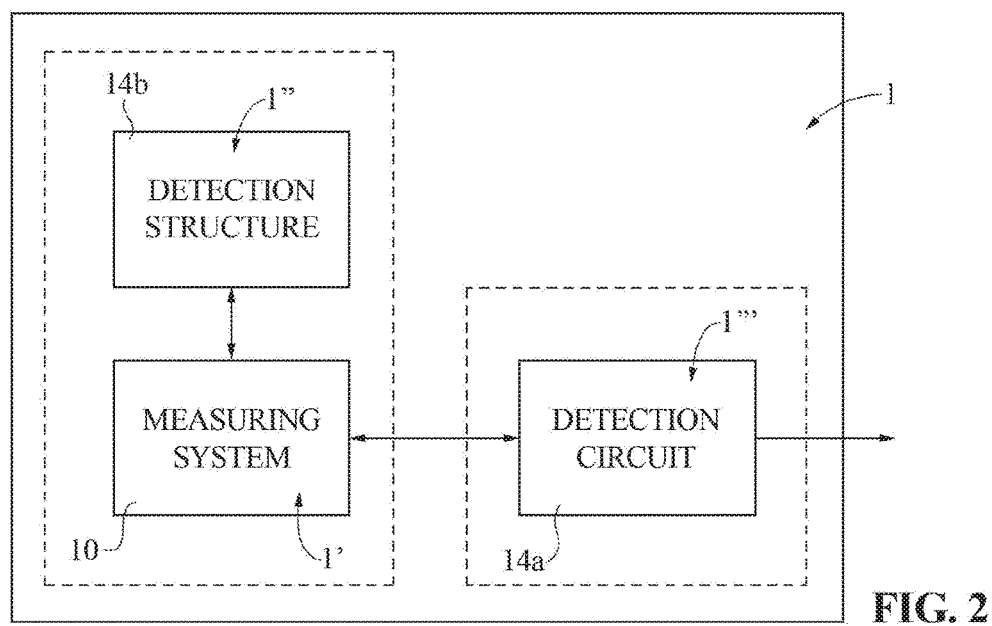 14b
1”
1
DETECTION
STRUCTURE
1”’
MEASURING
SYSTEM
DETECTION
CIRCUIT
10
1’
14a
FIG. 2